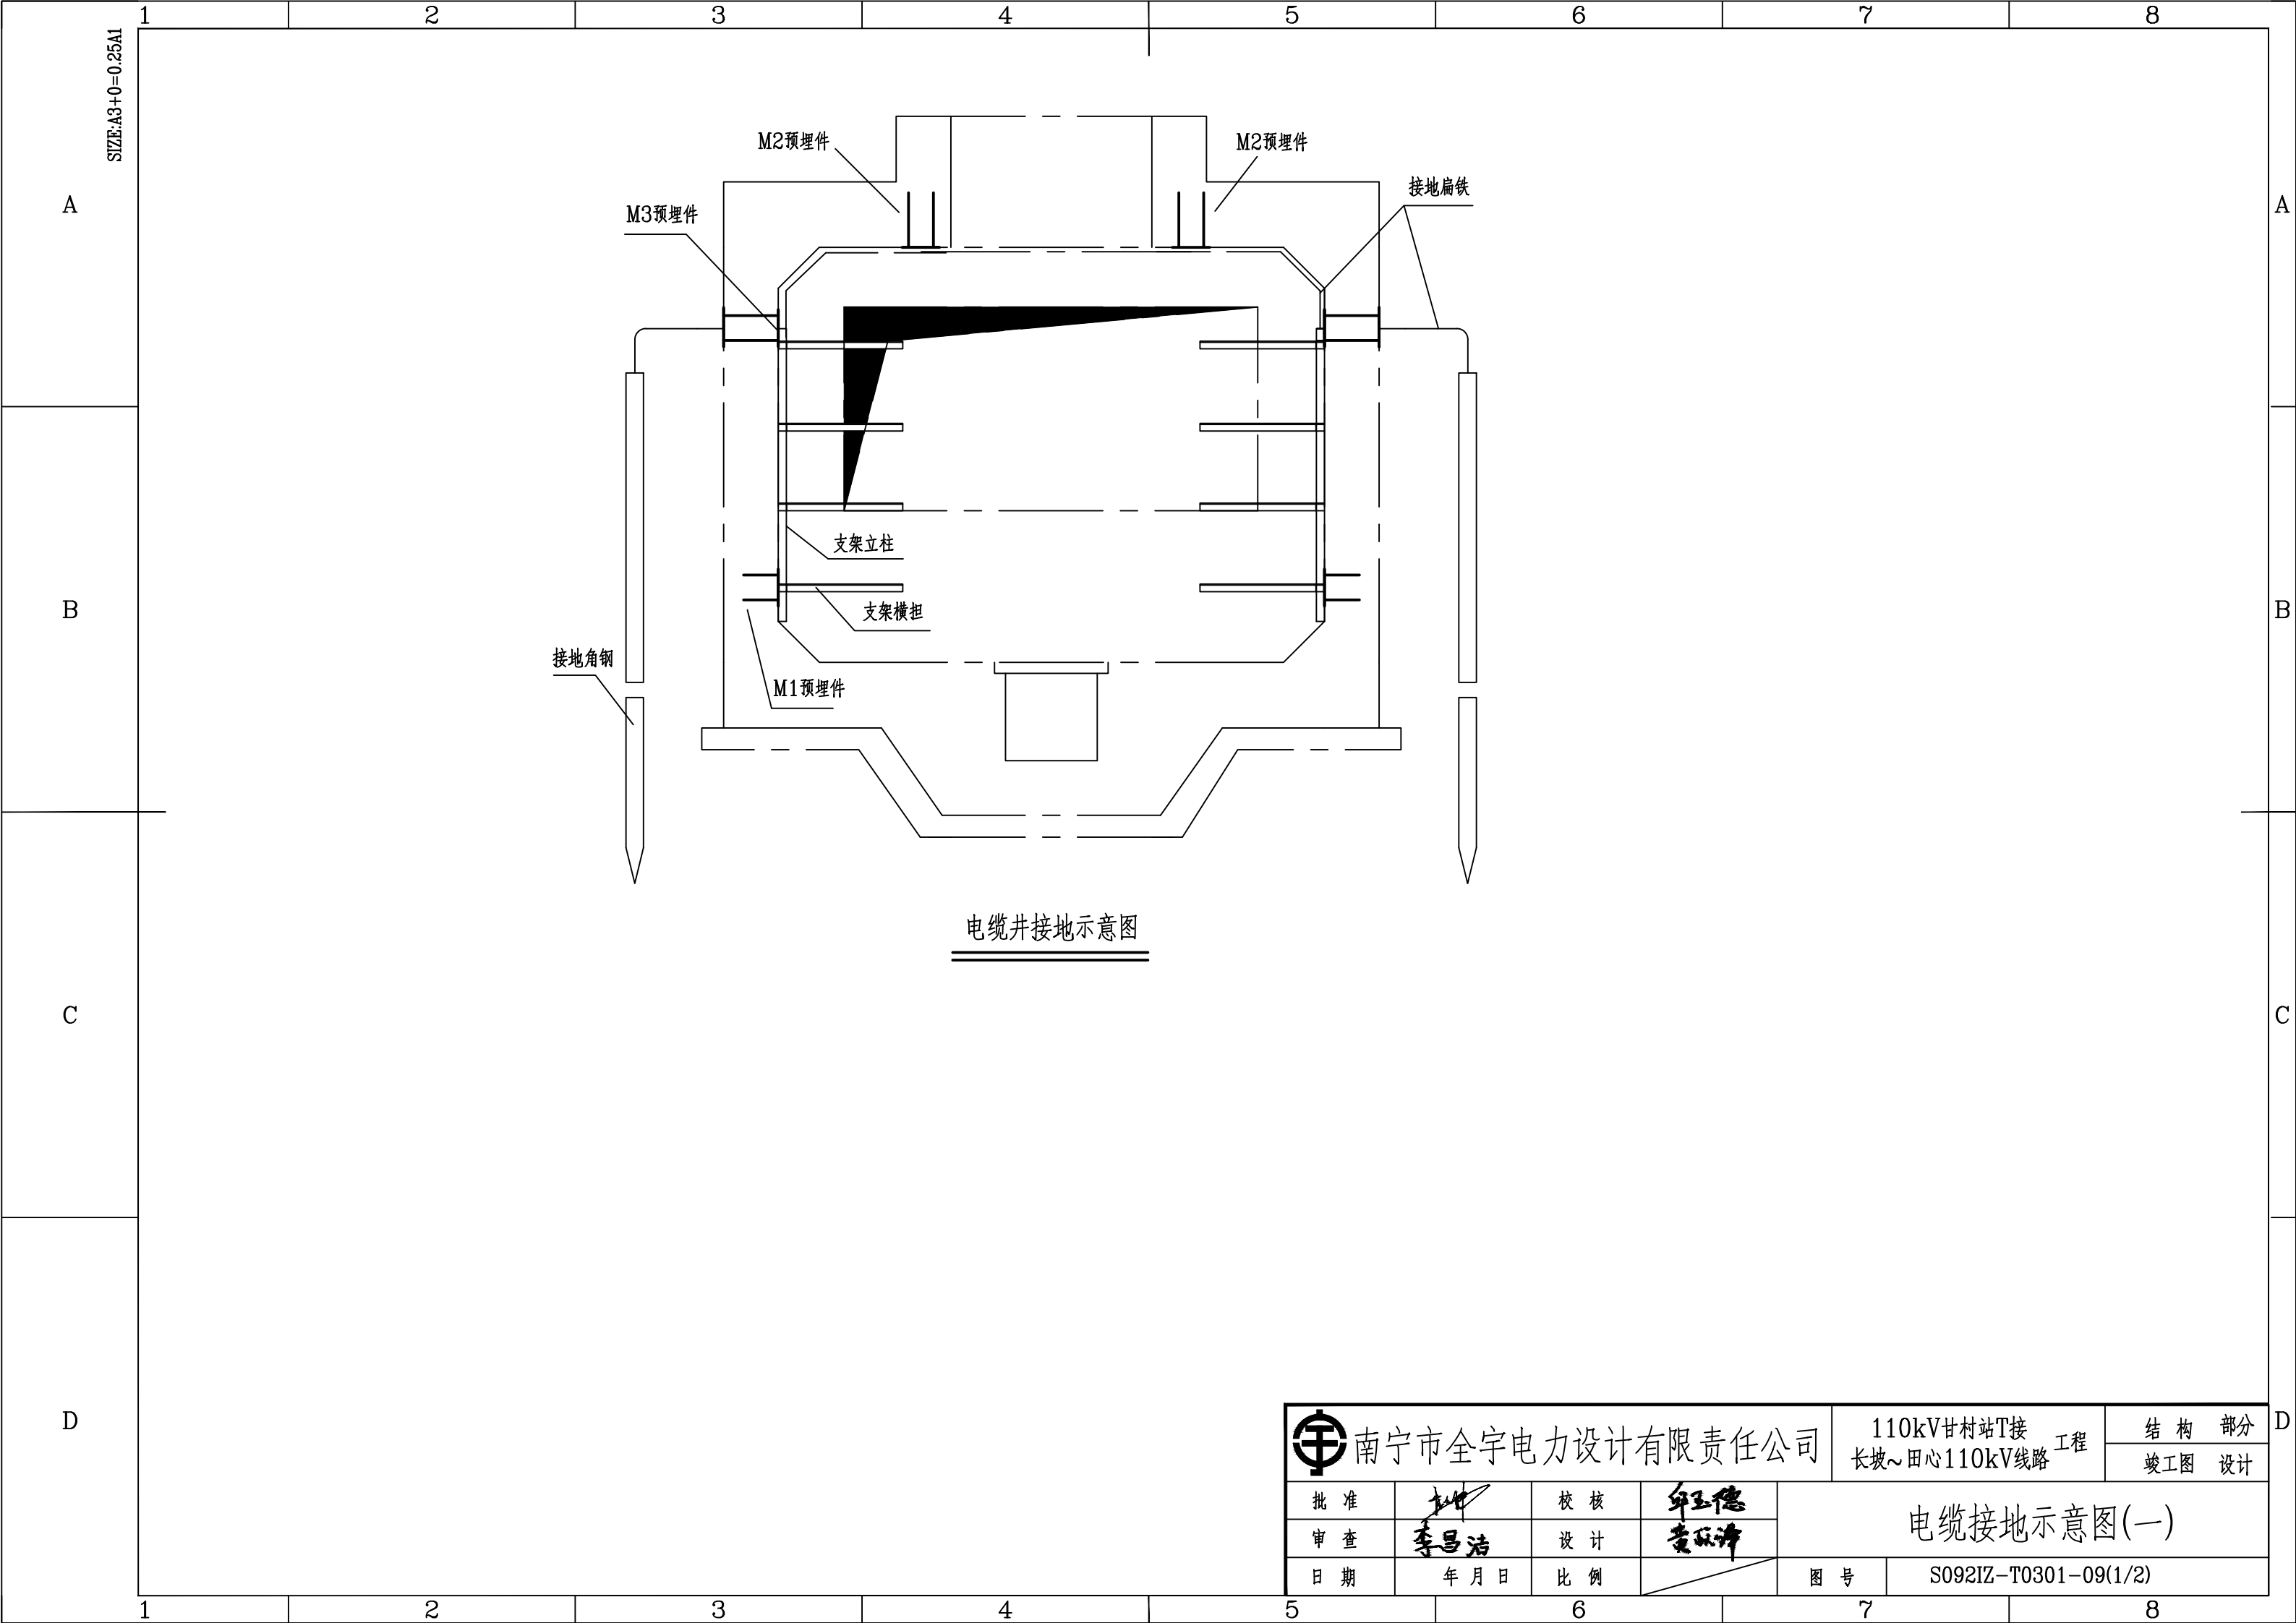 1 2 3 4 5 6 7 8
SIZE:A3+0=0.25A1
A A
M2预埋件 M2预埋件
接地扁铁
M3预埋件
支架立柱
支架横担
B B
接地角钢
M1预埋件
电缆井接地示意图
C C
D D
南宁市全宇电力设计有限责任公司
110kV甘村站T接
长坡~田心110kV线路 工程
结 构 部分
竣工图 设计
批 准 校 核
审 查 李昌洁 设 计
电缆接地示意图(一)
日 期 年 月 日 比 例 图 号 S092IZ-T0301-09(1/2)
1 2 3 4 5 6 7 8